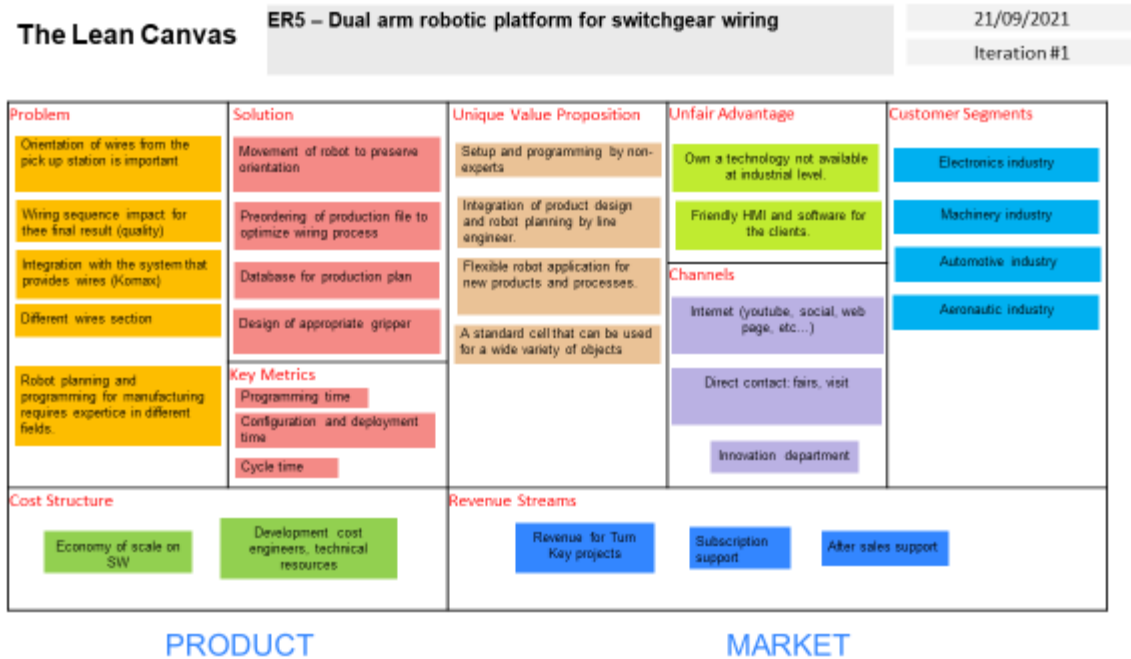 The Lean Canvas
ER5 – Dual arm robotic platform for switchgear wiring
21/09/2021
Iteration #1
Problem
Orientation of wires from the
pick up station is important
Wiring sequence impact for
thee final result (quality)
Integration with the system that
provides wires (Komax)
Different wires section
Robot planning and
programming for manufacturing
requires expertice in different
fields.
Solution
Movement of robot to preserve
orientation
Preordering of production file to
optimize wiring process
Database for production plan
Design of appropriate gripper
Key Metrics
Programming time
Configuration and deployment
time
Cycle time
Unique Value Proposition
Setup and programming by non-
experts
Integration of product design
and robot planning by line
engineer.
Flexible robot application for
new products and processes.
A standard cell that can be used
for a wide variety of objects
Unfair Advantage
Own a technology not available
at industrial level.
Friendly HMI and software for
the clients.
Channels
Internet (youtube, social, web
page, etc...)
Direct contact: fairs, visit
Innovation department
Customer Segments
Electronics industry
Machinery industry
Automotive industry
Aeronautic industry
Cost Structure
Economy of scale on
SW
Development cost
engineers, technical
resources
Revenue Streams
Revenue for Turn
Key projects
Subscription
support
After sales support
PRODUCT
MARKET